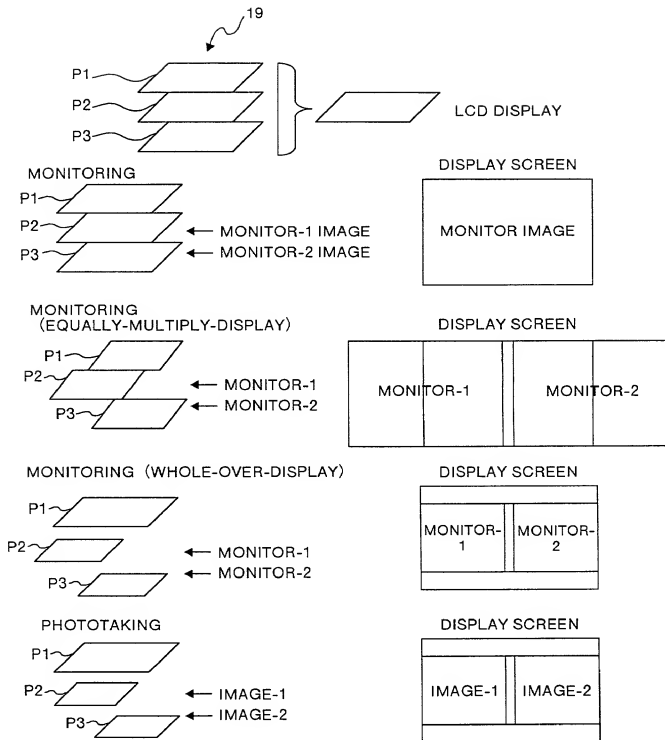 19
P1
P2
P3
LCD DISPLAY
MONITORING
P1
P2
P3
MONITOR-1 IMAGE
MONITOR-2 IMAGE
DISPLAY SCREEN
MONITOR IMAGE
MONITORING
(EQUALLY-MULTIPLY-DISPLAY)
P1
P2
P3
MONITOR-1
MONITOR-2
DISPLAY SCREEN
MONITOR-1
MONITOR-2
MONITORING (WHOLE-OVER-DISPLAY)
P1
P2
P3
MONITOR-1
MONITOR-2
DISPLAY SCREEN
MONITOR-
1
MONITOR-
2
PHOTOTAKING
P1
P2
P3
IMAGE-1
IMAGE-2
DISPLAY SCREEN
IMAGE-1
IMAGE-2